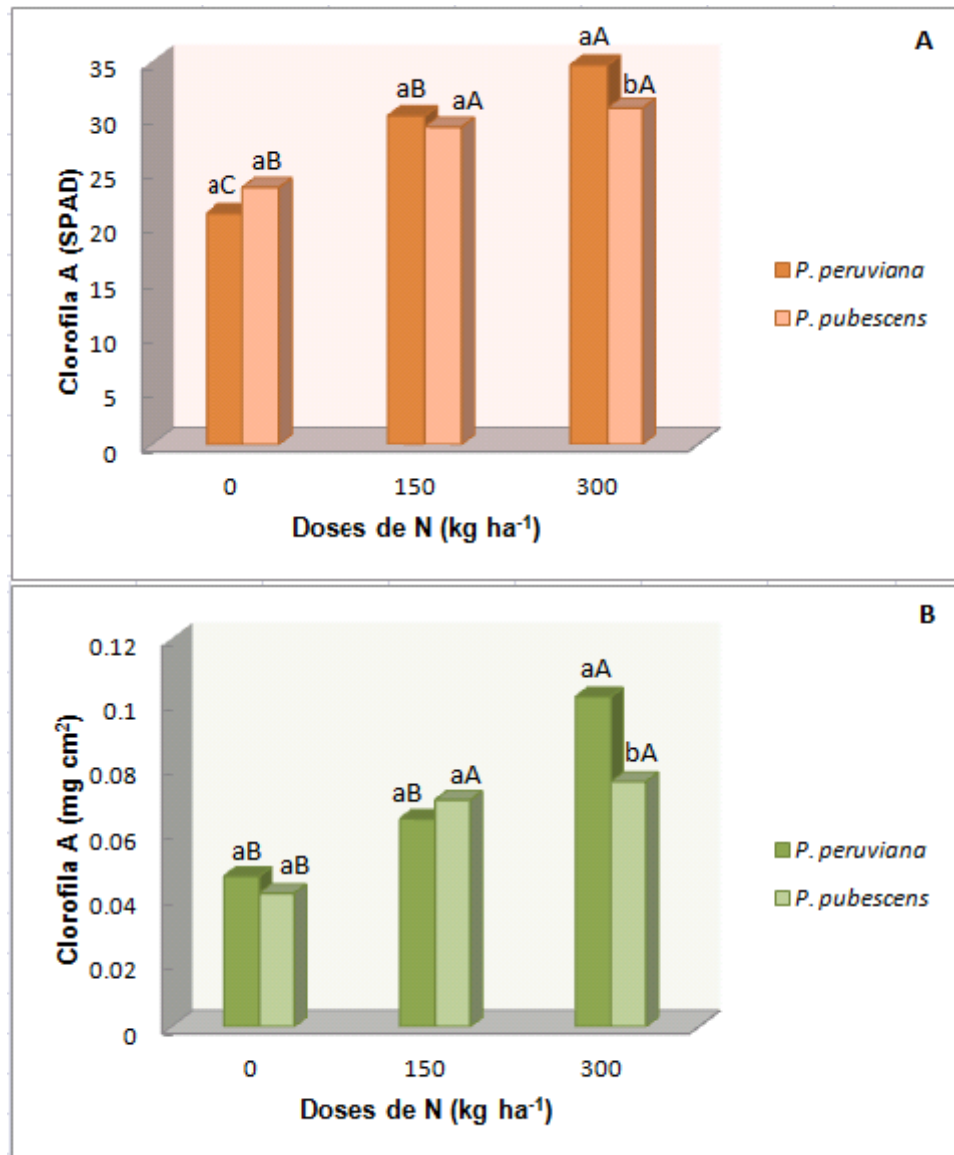 A
aA
bA
aB
aA
aB
aC
35
30
25
20
15
10
5
0
Clorofila A (SPAD)
P. peruviana
P. pubescens
0 150 300
Doses de N (kg ha⁻¹)
B
aA
bA
aA
aB
aB
aB
0.12
0.1
0.08
0.06
0.04
0.02
0
Clorofila A (mg cm²)
P. peruviana
P. pubescens
0 150 300
Doses de N (kg ha⁻¹)